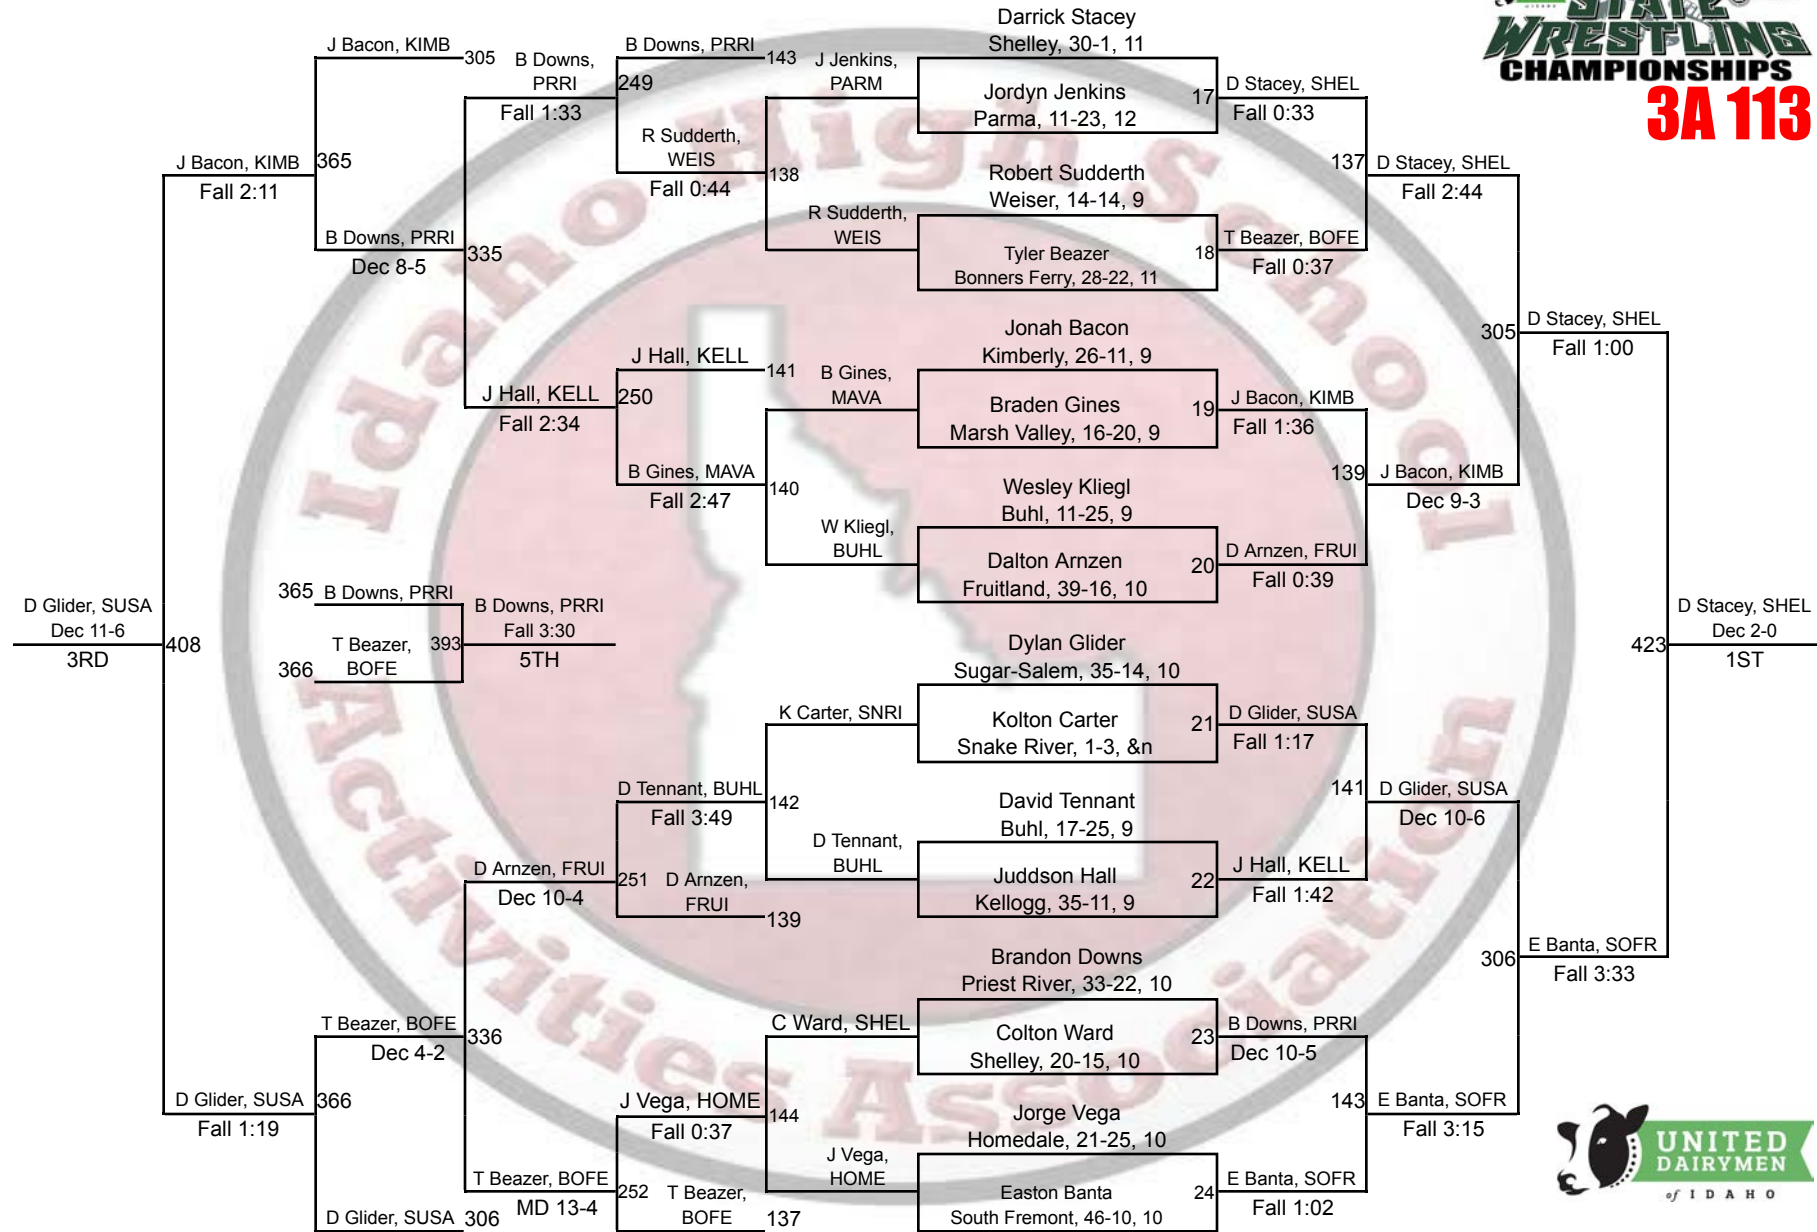 STATE
WRESTLING
CHAMPIONSHIPS
3A 113
Idaho High School
Activities Association
Darrick Stacey
Shelley, 30-1, 11
Jordyn Jenkins
Parma, 11-23, 12
17
Robert Sudderth
Weiser, 14-14, 9
Tyler Beazer
Bonners Ferry, 28-22, 11
18
Jonah Bacon
Kimberly, 26-11, 9
Braden Gines
Marsh Valley, 16-20, 9
19
Wesley Kliegl
Buhl, 11-25, 9
Dalton Arnzen
Fruitland, 39-16, 10
20
Dylan Glider
Sugar-Salem, 35-14, 10
Kolton Carter
Snake River, 1-3, &n
21
David Tennant
Buhl, 17-25, 9
Juddson Hall
Kellogg, 35-11, 9
22
Brandon Downs
Priest River, 33-22, 10
Colton Ward
Shelley, 20-15, 10
23
Jorge Vega
Homedale, 21-25, 10
Easton Banta
South Fremont, 46-10, 10
24
D Stacey, SHEL
Fall 0:33
137
T Beazer, BOFE
Fall 0:37
J Bacon, KIMB
Fall 1:36
139
D Arnzen, FRUI
Fall 0:39
D Glider, SUSA
Fall 1:17
141
J Hall, KELL
Fall 1:42
B Downs, PRRI
Dec 10-5
143
E Banta, SOFR
Fall 1:02
D Stacey, SHEL
Fall 2:44
305
J Bacon, KIMB
Dec 9-3
D Glider, SUSA
Dec 10-6
306
E Banta, SOFR
Fall 3:15
D Stacey, SHEL
Fall 1:00
423
E Banta, SOFR
Fall 3:33
D Stacey, SHEL
Dec 2-0
1ST
J Jenkins,
PARM
138
R Sudderth,
WEIS
B Gines,
MAVA
140
W Kliegl,
BUHL
K Carter, SNRI
142
D Tennant,
BUHL
C Ward, SHEL
144
J Vega,
HOME
B Downs, PRRI
143
249
R Sudderth,
WEIS
Fall 0:44
J Hall, KELL
141
250
B Gines, MAVA
Fall 2:47
D Tennant, BUHL
Fall 3:49
251
D Arnzen,
FRUI
139
J Vega, HOME
Fall 0:37
252
T Beazer,
BOFE
137
B Downs,
PRRI
Fall 1:33
335
J Hall, KELL
Fall 2:34
D Arnzen, FRUI
Dec 10-4
336
T Beazer, BOFE
MD 13-4
J Bacon, KIMB
305
365
B Downs, PRRI
Dec 8-5
T Beazer, BOFE
Dec 4-2
366
D Glider, SUSA
306
J Bacon, KIMB
Fall 2:11
408
D Glider, SUSA
Fall 1:19
D Glider, SUSA
Dec 11-6
3RD
365
B Downs, PRRI
393
366
T Beazer,
BOFE
B Downs, PRRI
Fall 3:30
5TH
UNITED
DAIRYMEN
of IDAHO